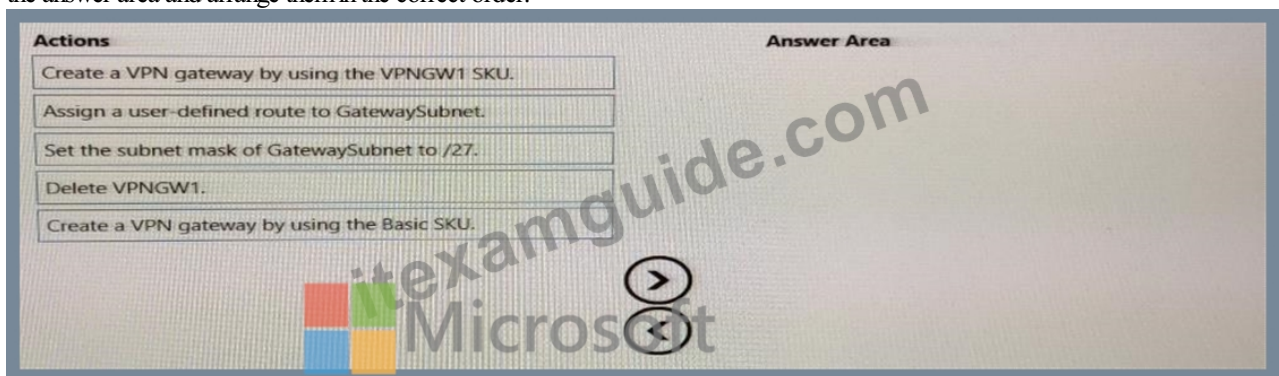 the answer area and arrange them in the correct order.
Actions
Answer Area
Create a VPN gateway by using the VPNGW1 SKU.
Assign a user-defined route to GatewaySubnet.
Set the subnet mask of GatewaySubnet to /27.
Delete VPNGW1.
Create a VPN gateway by using the Basic SKU.
itexamguide.com
Microsoft